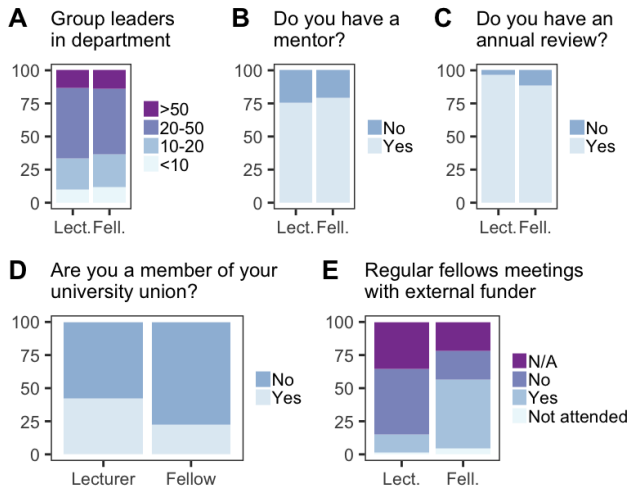 A Group leaders
in department
100
75
50
25
0
Lect. Fell.
>50
20-50
10-20
<10
B Do you have a
mentor?
100
75
50
25
0
Lect. Fell.
No
Yes
C Do you have an
annual review?
100
75
50
25
0
Lect. Fell.
No
Yes
D Are you a member of your
university union?
100
75
50
25
0
Lecturer Fellow
No
Yes
E Regular fellows meetings
with external funder
100
75
50
25
0
Lect. Fell.
N/A
No
Yes
Not attended